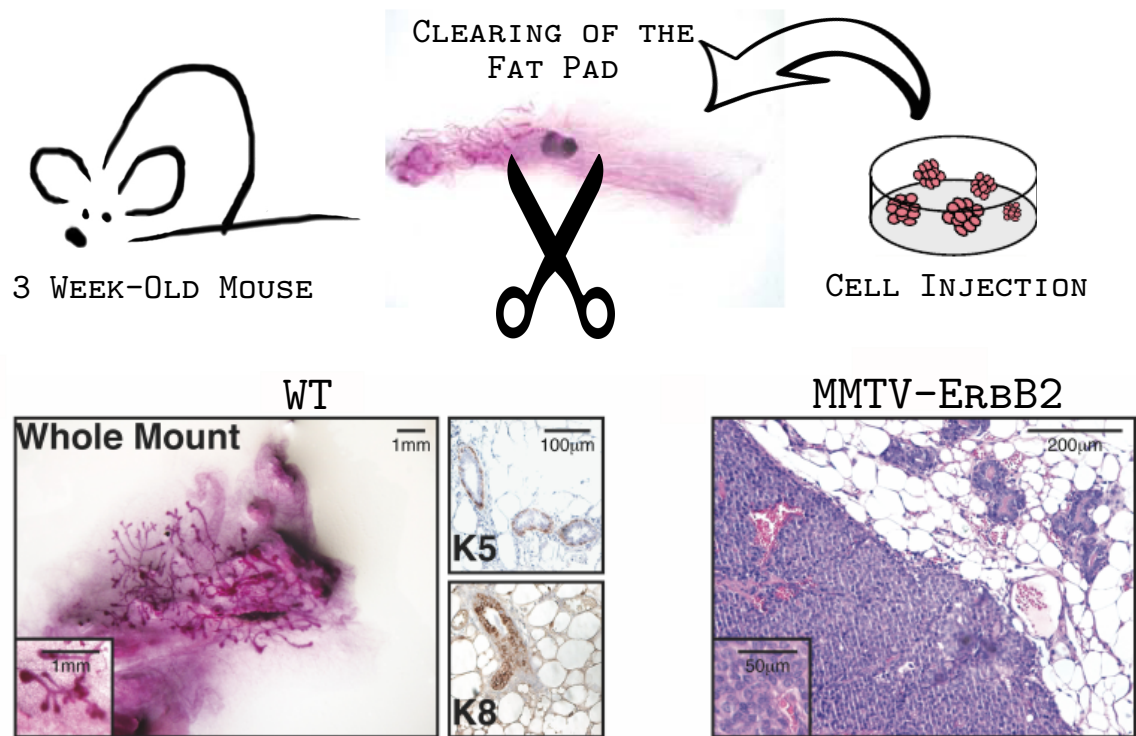 Clearing of the
Fat Pad
3 Week-Old Mouse
Cell Injection
WT
MMTV-ErbB2
Whole Mount
1mm
1mm
100μm
K5
K8
200μm
50μm